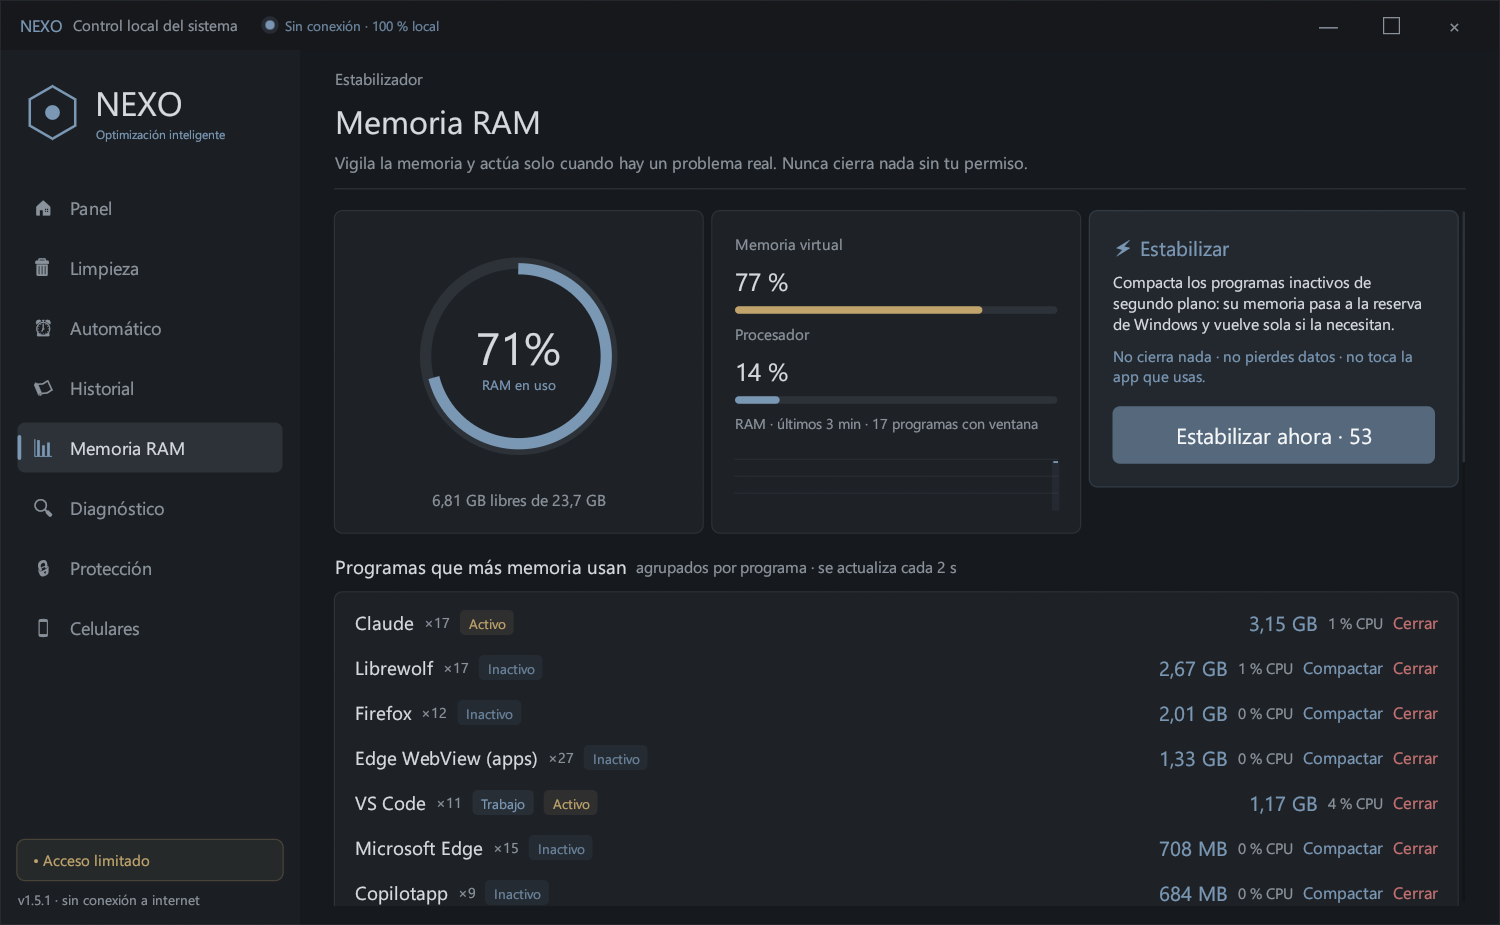 NEXO Control local del sistema Sin conexión · 100 % local
NEXO
Optimización inteligente
Panel
Limpieza
Automático
Historial
Memoria RAM
Diagnóstico
Protección
Celulares
• Acceso limitado
v1.5.1 · sin conexión a internet
Estabilizador
Memoria RAM
Vigila la memoria y actúa solo cuando hay un problema real. Nunca cierra nada sin tu permiso.
71%
RAM en uso
6,81 GB libres de 23,7 GB
Memoria virtual
77 %
Procesador
14 %
RAM · últimos 3 min · 17 programas con ventana
⚡ Estabilizar
Compacta los programas inactivos de
segundo plano: su memoria pasa a la reserva
de Windows y vuelve sola si la necesitan.
No cierra nada · no pierdes datos · no toca la
app que usas.
Estabilizar ahora · 53
Programas que más memoria usan agrupados por programa · se actualiza cada 2 s
Claude ×17 Activo 3,15 GB 1 % CPU Cerrar
Librewolf ×17 Inactivo 2,67 GB 1 % CPU Compactar Cerrar
Firefox ×12 Inactivo 2,01 GB 0 % CPU Compactar Cerrar
Edge WebView (apps) ×27 Inactivo 1,33 GB 0 % CPU Compactar Cerrar
VS Code ×11 Trabajo Activo 1,17 GB 4 % CPU Cerrar
Microsoft Edge ×15 Inactivo 708 MB 0 % CPU Compactar Cerrar
Copilotapp ×9 Inactivo 684 MB 0 % CPU Compactar Cerrar